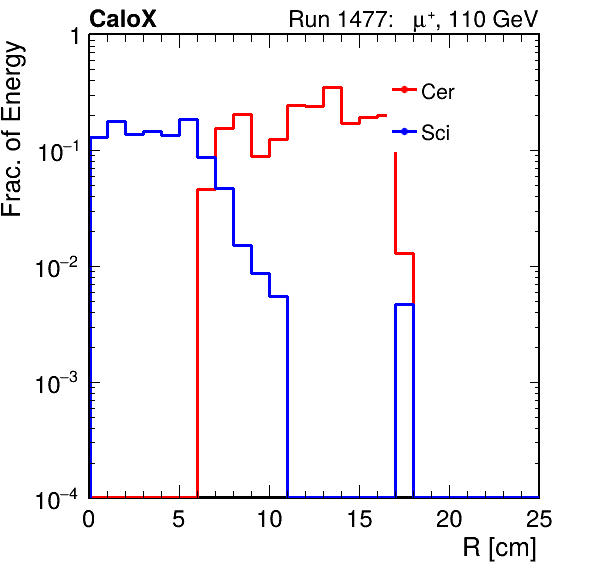 CaloX Run 1477: μ⁺, 110 GeV
Frac. of Energy
1
10⁻¹
10⁻²
10⁻³
10⁻⁴
Cer
Sci
0 5 10 15 20 25
R [cm]